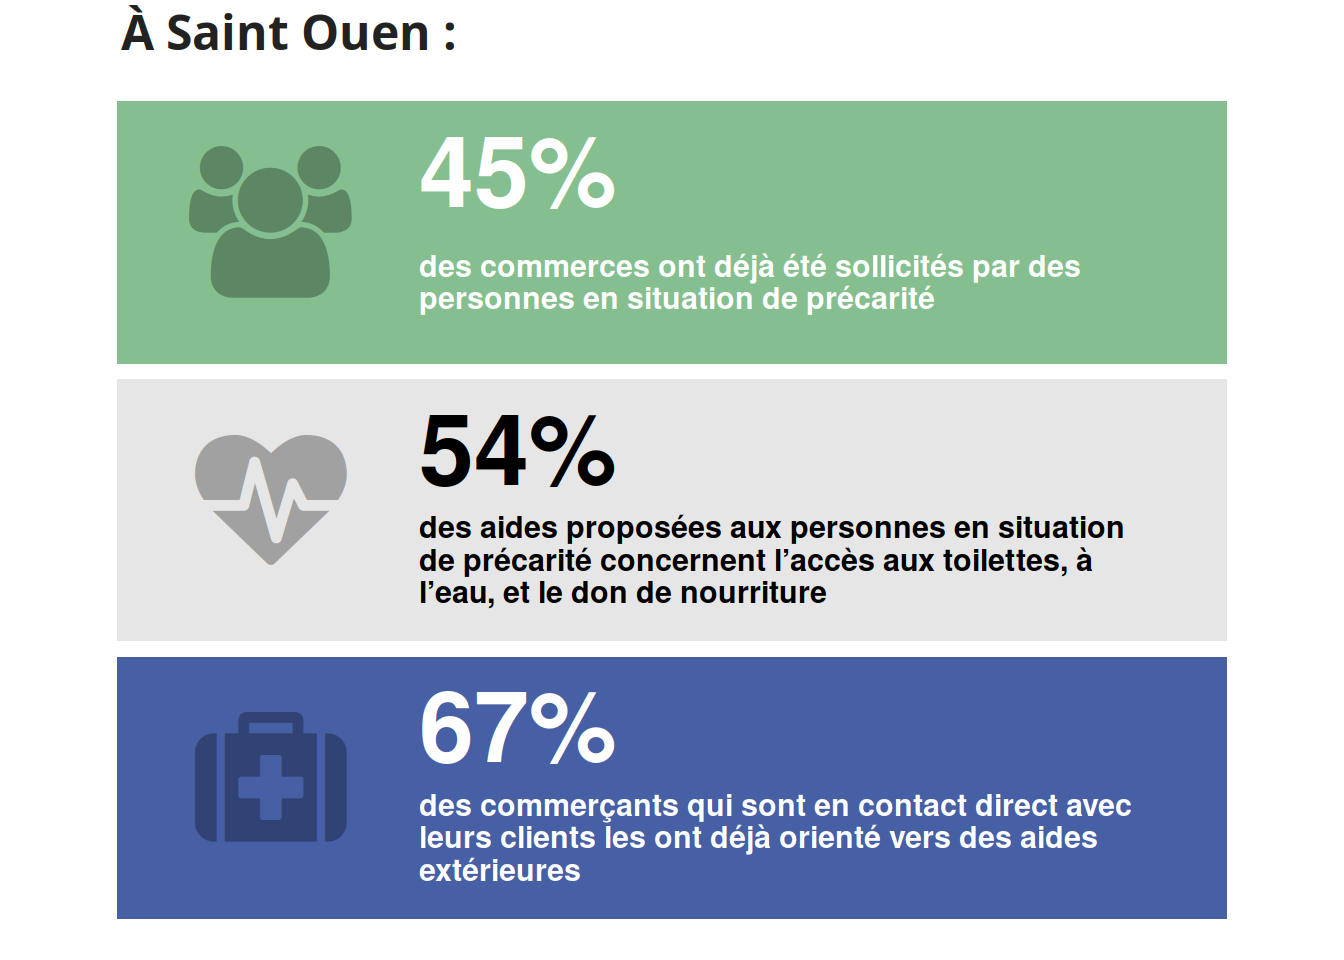 À Saint Ouen :
45%
des commerces ont déjà été sollicités par des
personnes en situation de précarité
54%
des aides proposées aux personnes en situation
de précarité concernent l’accès aux toilettes, à
l’eau, et le don de nourriture
67%
des commerçants qui sont en contact direct avec
leurs clients les ont déjà orienté vers des aides
extérieures